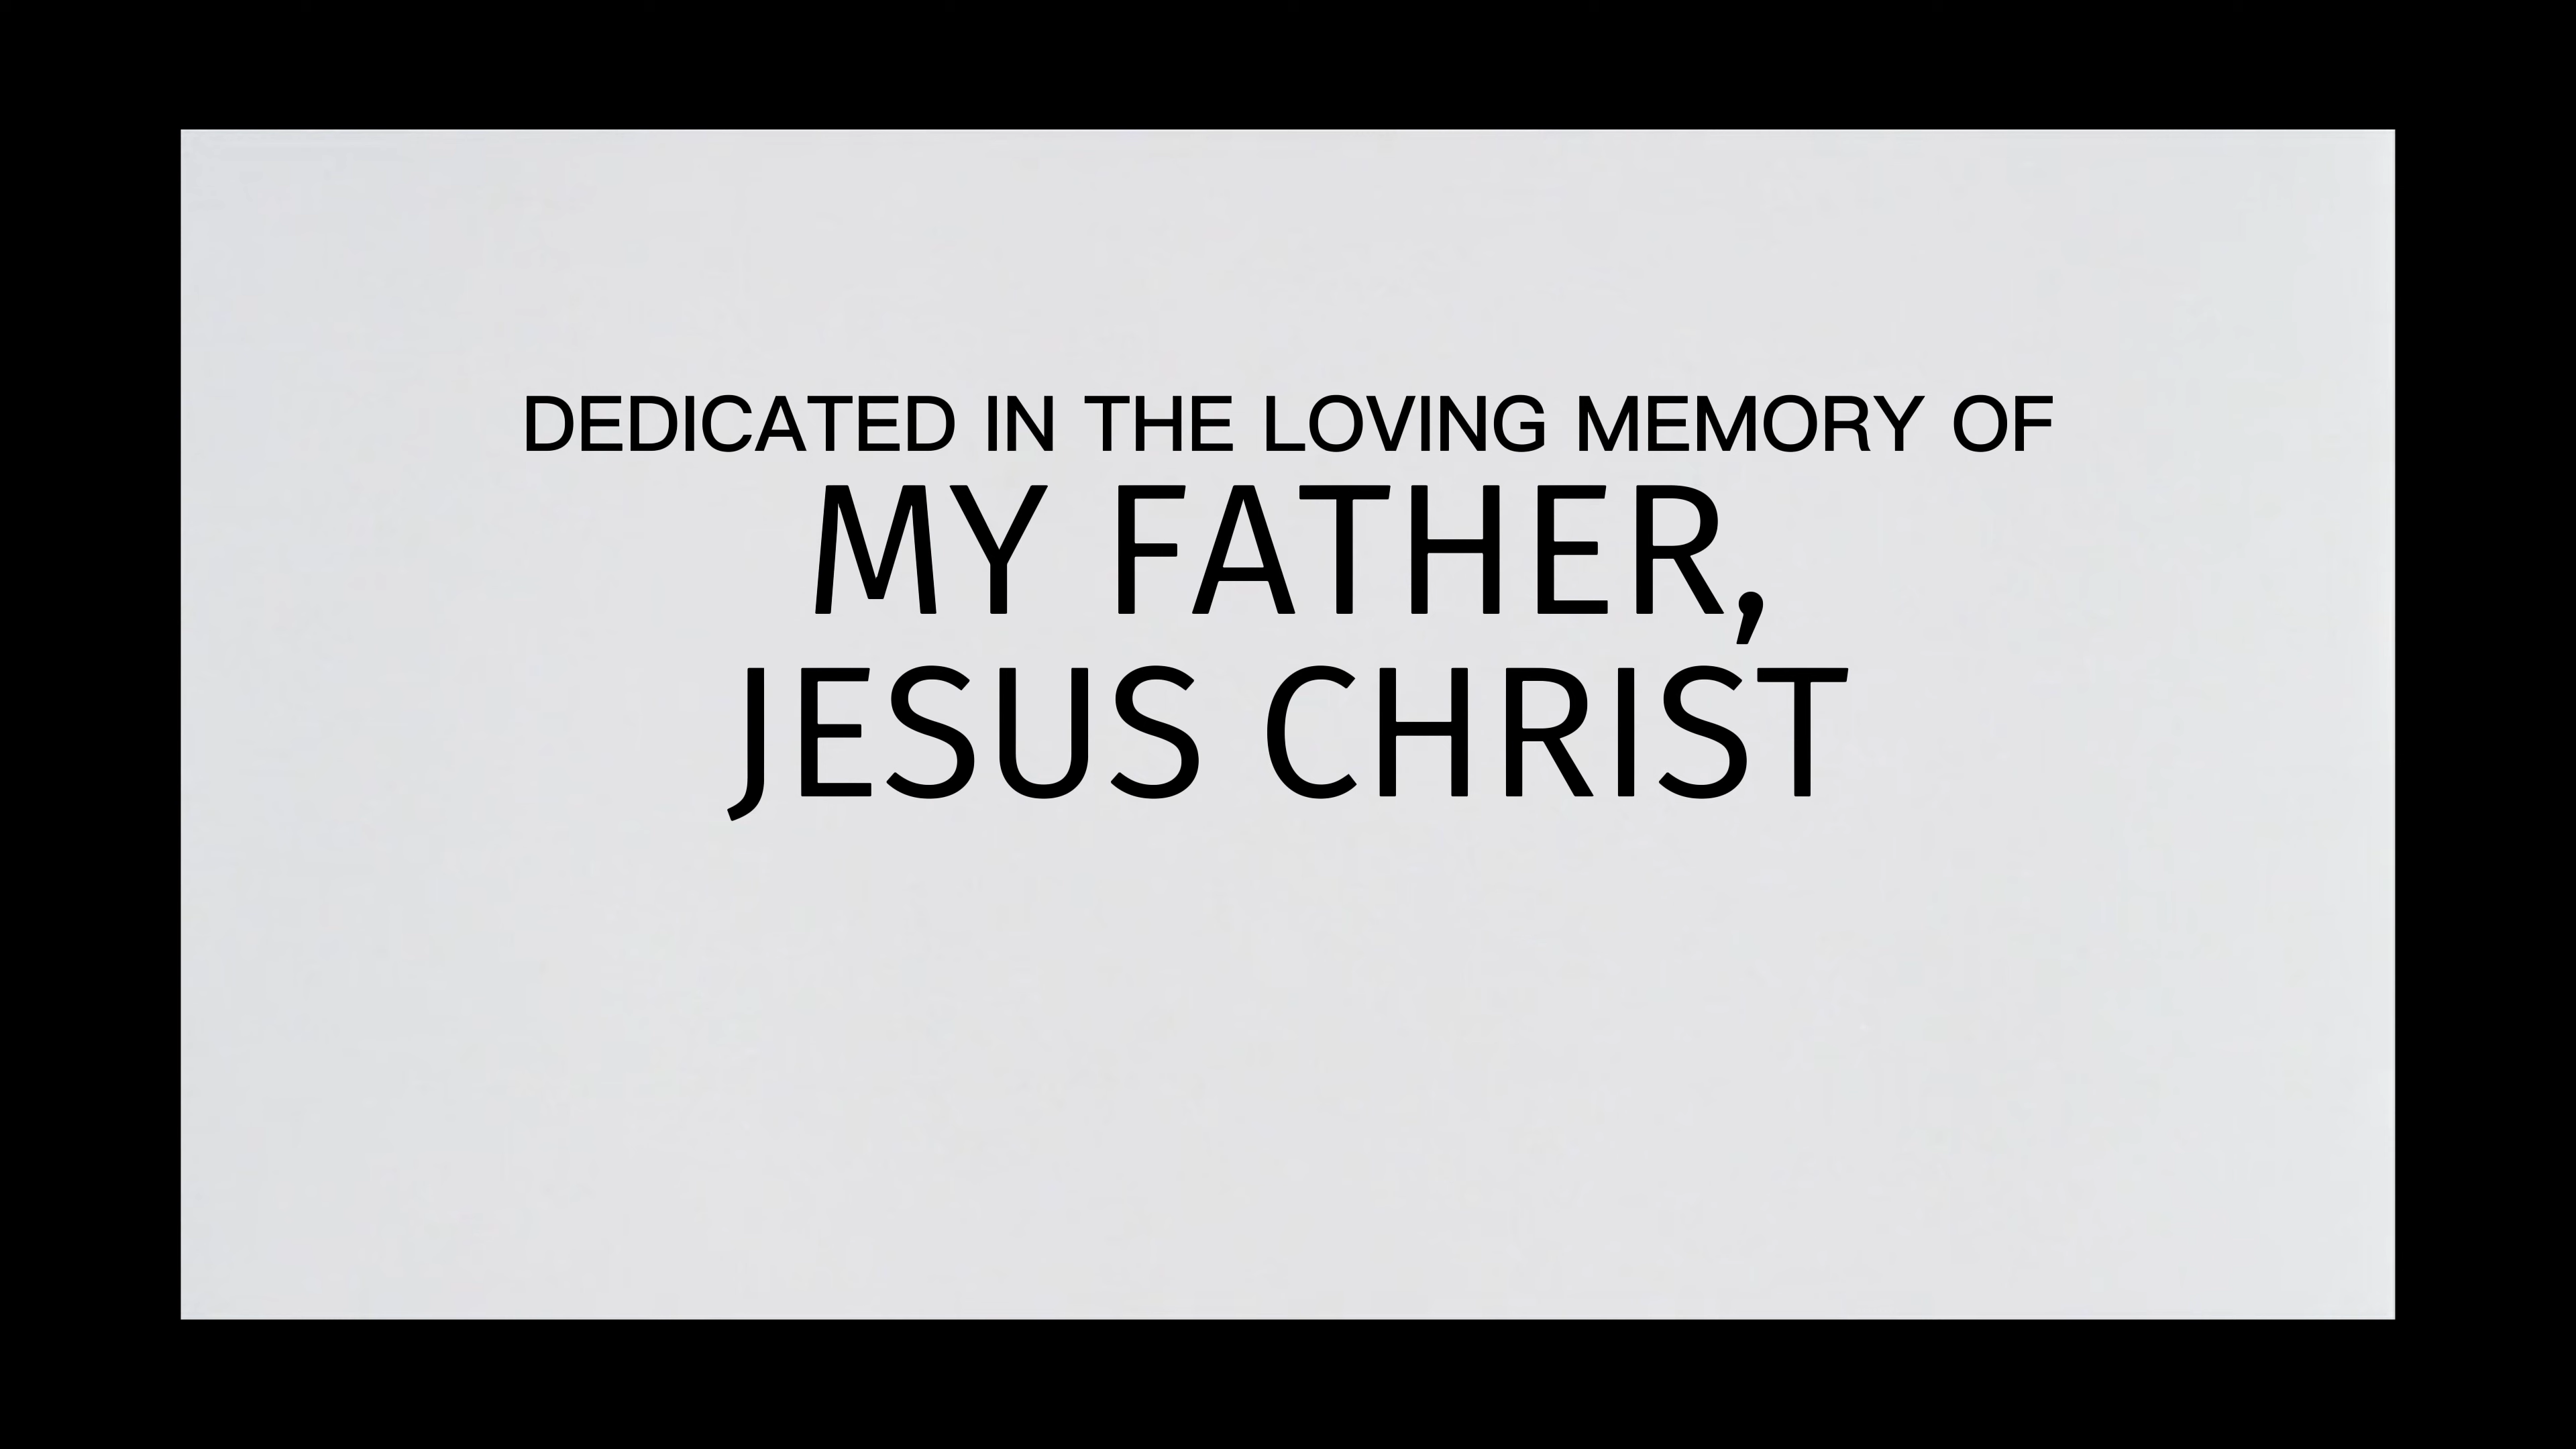 DEDICATED IN THE LOVING MEMORY OF
MY FATHER,
JESUS CHRIST